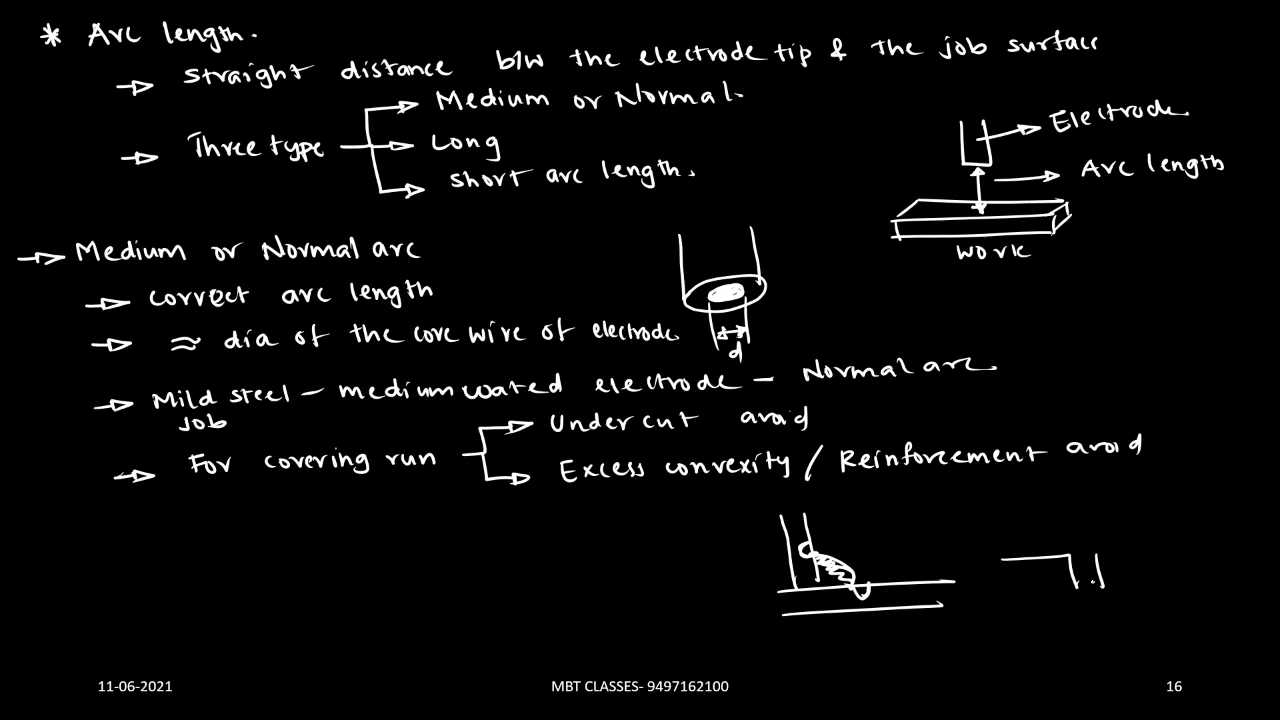 * Arc length.
→ straight distance b/w the electrode tip & the job surface
→ Three type → Medium or Normal.
→ Long
→ short arc length.
Electrode
Arc length
work
→ Medium or Normal arc
→ correct arc length
→ ≈ dia of the core wire of electrode
d
→ Mild steel - medium coated electrode - Normal arc
Job
→ For covering run → Under cut avoid
→ Excess convexity / Reinforcement avoid
11-06-2021
MBT CLASSES- 9497162100
16